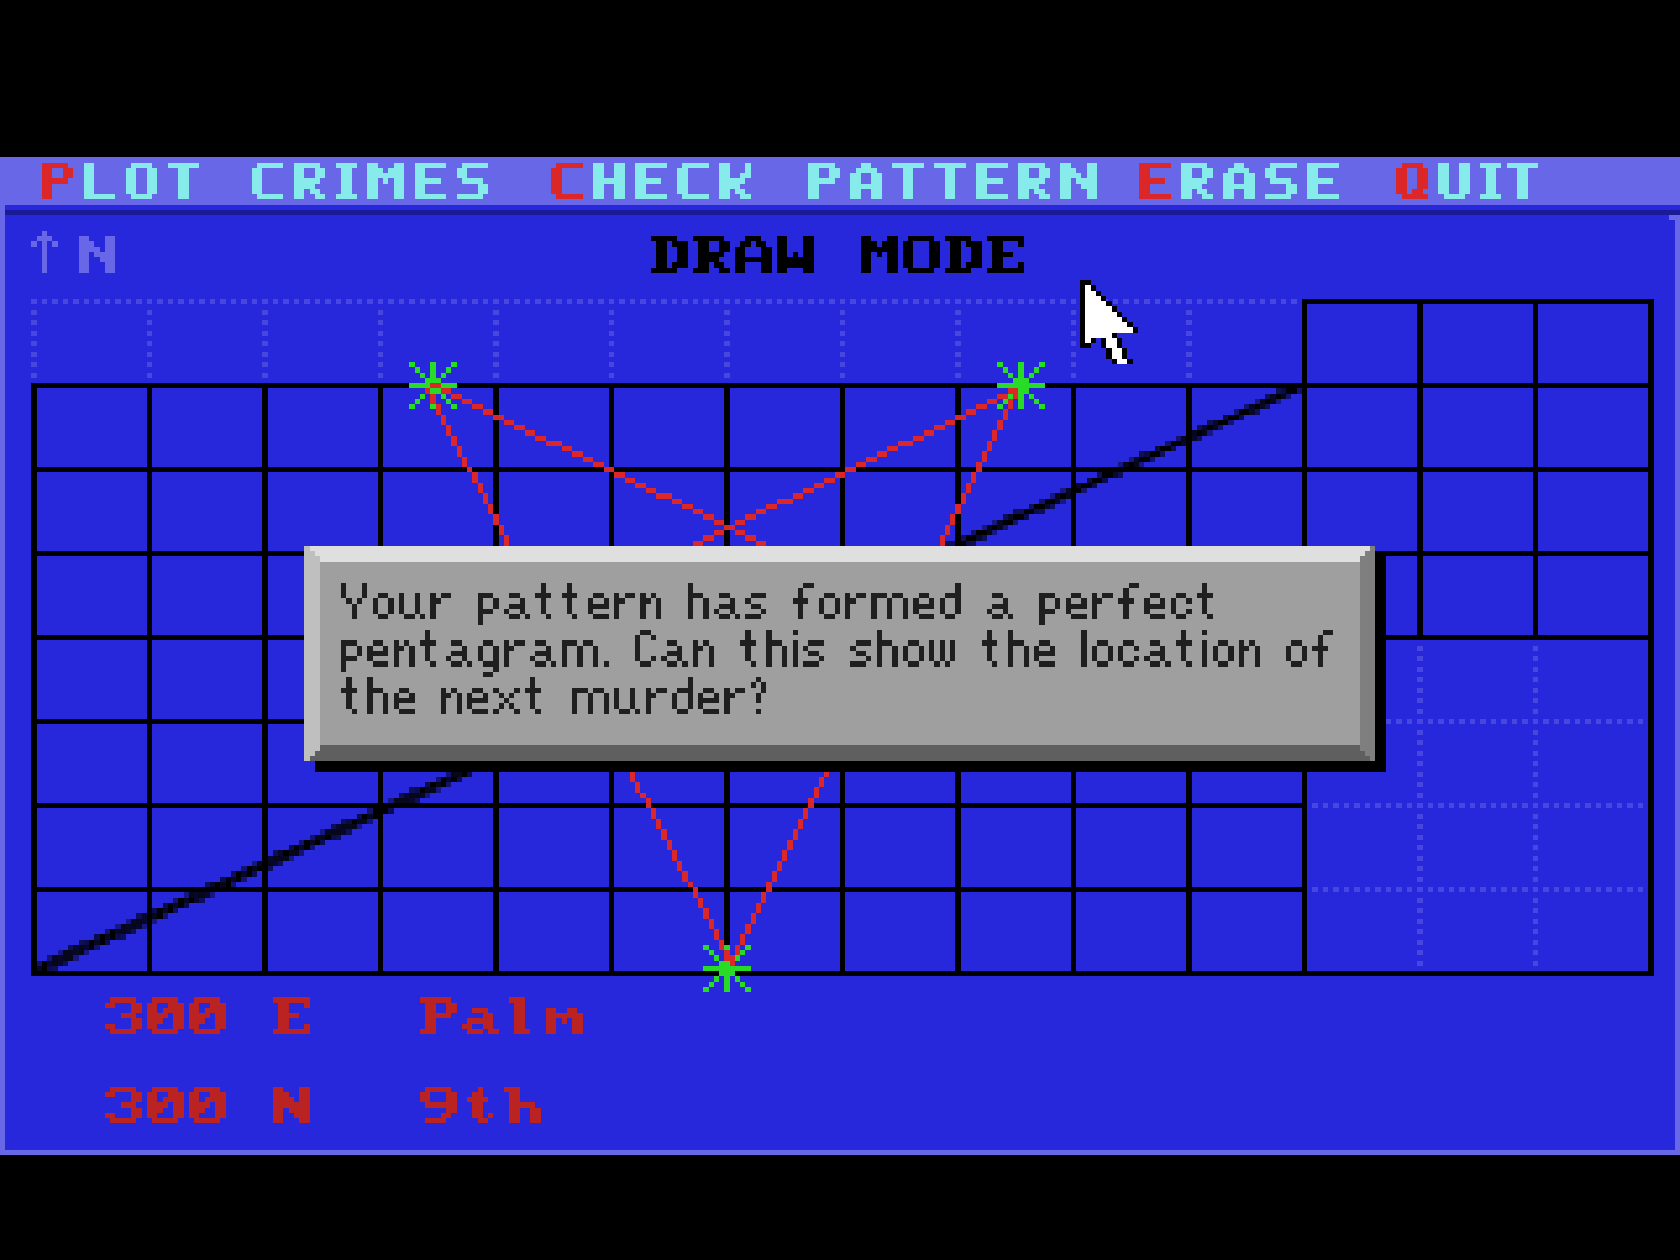 PLOT CRIMES CHECK PATTERN ERASE QUIT
↑N DRAW MODE
Your pattern has formed a perfect
pentagram. Can this show the location of
the next murder?
300 E Palm
300 N 9th